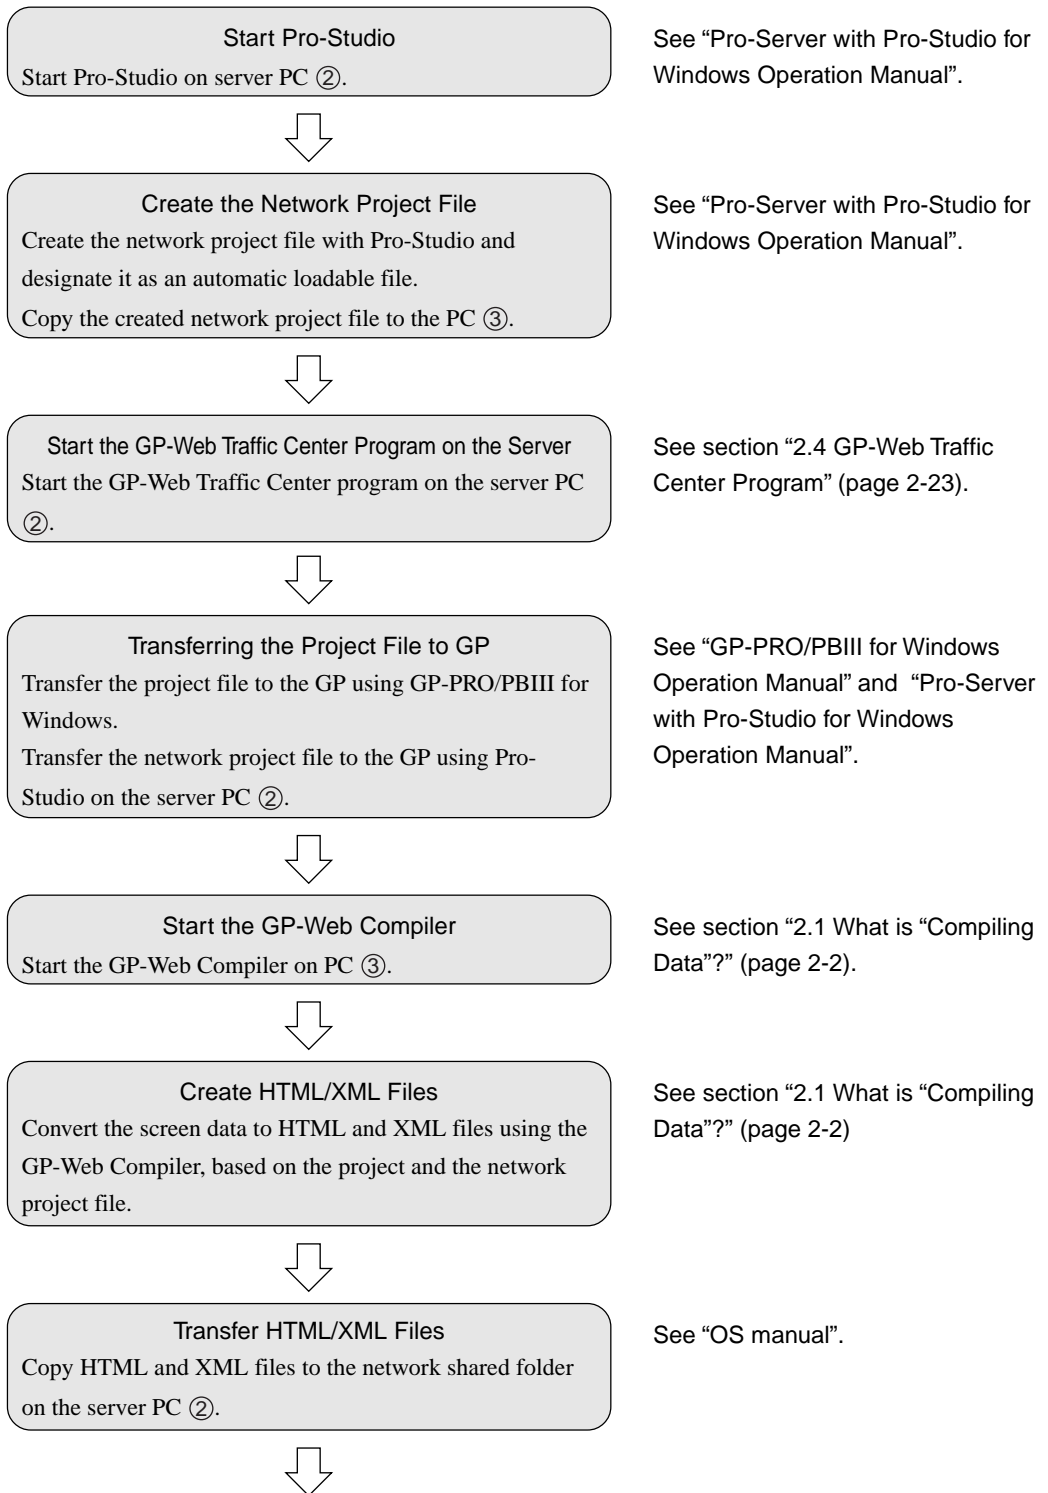 Start Pro-Studio
Start Pro-Studio on server PC ②.
See “Pro-Server with Pro-Studio for
Windows Operation Manual”.
Create the Network Project File
Create the network project file with Pro-Studio and
designate it as an automatic loadable file.
Copy the created network project file to the PC ③.
See “Pro-Server with Pro-Studio for
Windows Operation Manual”.
Start the GP-Web Traffic Center Program on the Server
Start the GP-Web Traffic Center program on the server PC
②.
See section “2.4 GP-Web Traffic
Center Program” (page 2-23).
Transferring the Project File to GP
Transfer the project file to the GP using GP-PRO/PBIII for
Windows.
Transfer the network project file to the GP using Pro-
Studio on the server PC ②.
See “GP-PRO/PBIII for Windows
Operation Manual” and “Pro-Server
with Pro-Studio for Windows
Operation Manual”.
Start the GP-Web Compiler
Start the GP-Web Compiler on PC ③.
See section “2.1 What is “Compiling
Data”?” (page 2-2).
Create HTML/XML Files
Convert the screen data to HTML and XML files using the
GP-Web Compiler, based on the project and the network
project file.
See section “2.1 What is “Compiling
Data”?” (page 2-2)
Transfer HTML/XML Files
Copy HTML and XML files to the network shared folder
on the server PC ②.
See “OS manual”.